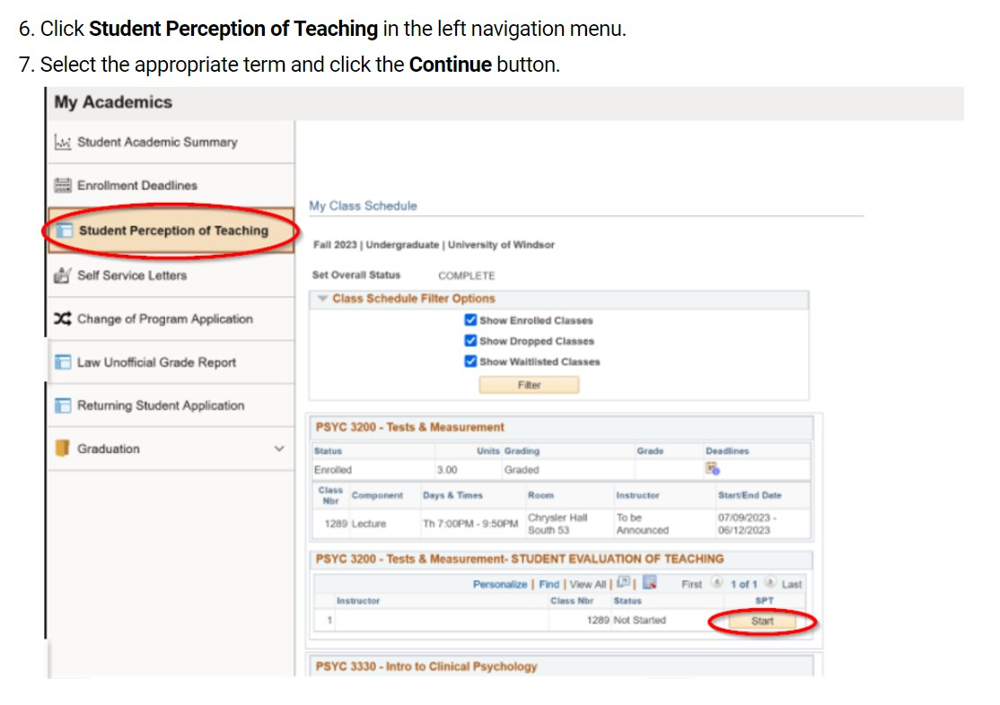 6. Click Student Perception of Teaching in the left navigation menu.
7. Select the appropriate term and click the Continue button.
My Academics
Student Academic Summary
Enrollment Deadlines
Student Perception of Teaching
Self Service Letters
Change of Program Application
Law Unofficial Grade Report
Returning Student Application
Graduation
My Class Schedule
Fall 2023 | Undergraduate | University of Windsor
Set Overall Status COMPLETE
Class Schedule Filter Options
Show Enrolled Classes
Show Dropped Classes
Show Waitlisted Classes
Filter
PSYC 3200 - Tests & Measurement
Status Units Grading Grade Deadlines
Enrolled 3.00 Graded
Class Nbr Component Days & Times Room Instructor Start/End Date
1289 Lecture Th 7:00PM - 9:50PM Chrysler Hall South 53 To be Announced 07/09/2023 - 06/12/2023
PSYC 3200 - Tests & Measurement- STUDENT EVALUATION OF TEACHING
Personalize | Find | View All | | First 1 of 1 Last
Instructor Class Nbr Status SPT
1 1289 Not Started Start
PSYC 3330 - Intro to Clinical Psychology